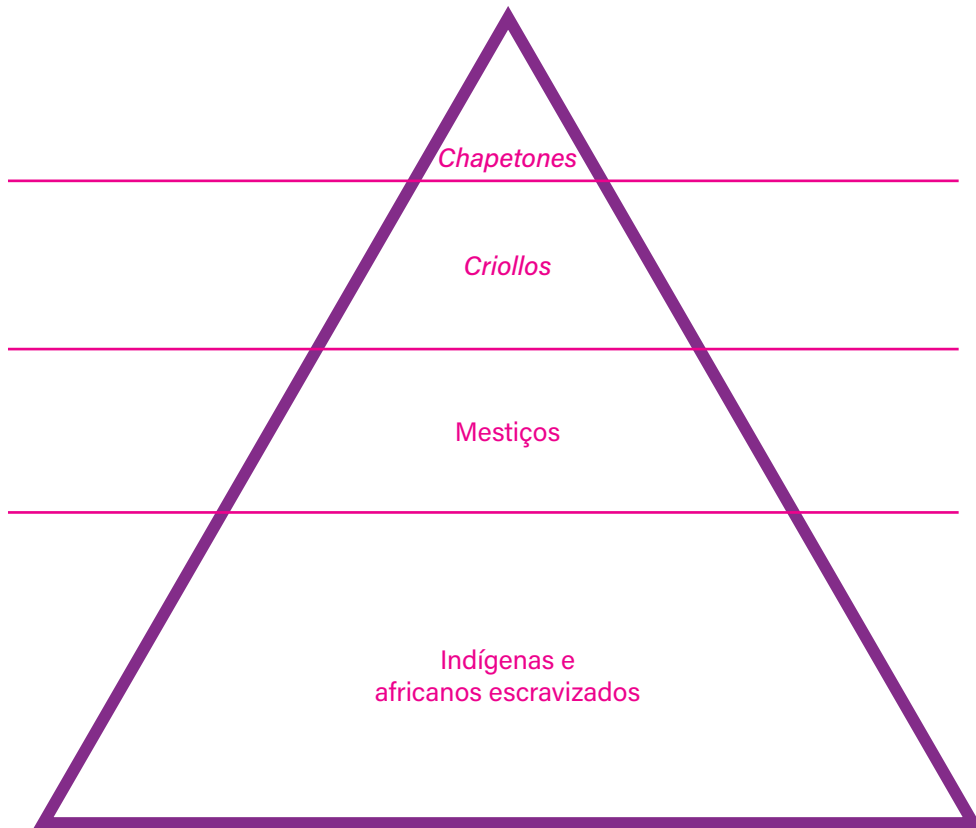 Chapetones
Criollos
Mestiços
Indígenas e
africanos escravizados